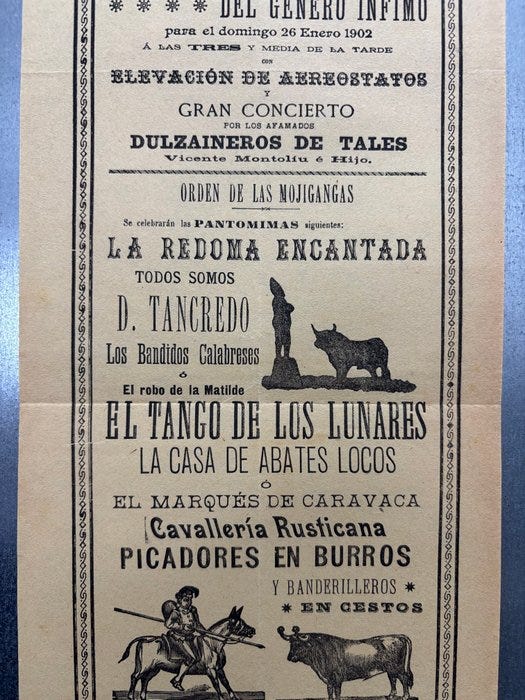 * * * * DEL GÉNERO ÍNFIMO
para el domingo 26 Enero 1902
Á LAS TRES Y MEDIA DE LA TARDE
con
ELEVACIÓN DE AEREOSTATOS
Y
GRAN CONCIERTO
POR LOS AFAMADOS
DULZAINEROS DE TALES
Vicente Montoliu é Hijo.
ORDEN DE LAS MOJIGANGAS
Se celebrarán las PANTOMIMAS siguientes:
LA REDOMA ENCANTADA
TODOS SOMOS
D. TANCREDO
Los Bandidos Calabreses
ó
El robo de la Matilde
EL TANGO DE LOS LUNARES
LA CASA DE ABATES LOCOS
Ó
EL MARQUÉS DE CARAVACA
Cavallería Rusticana
PICADORES EN BURROS
Y BANDERILLEROS *
* EN CESTOS